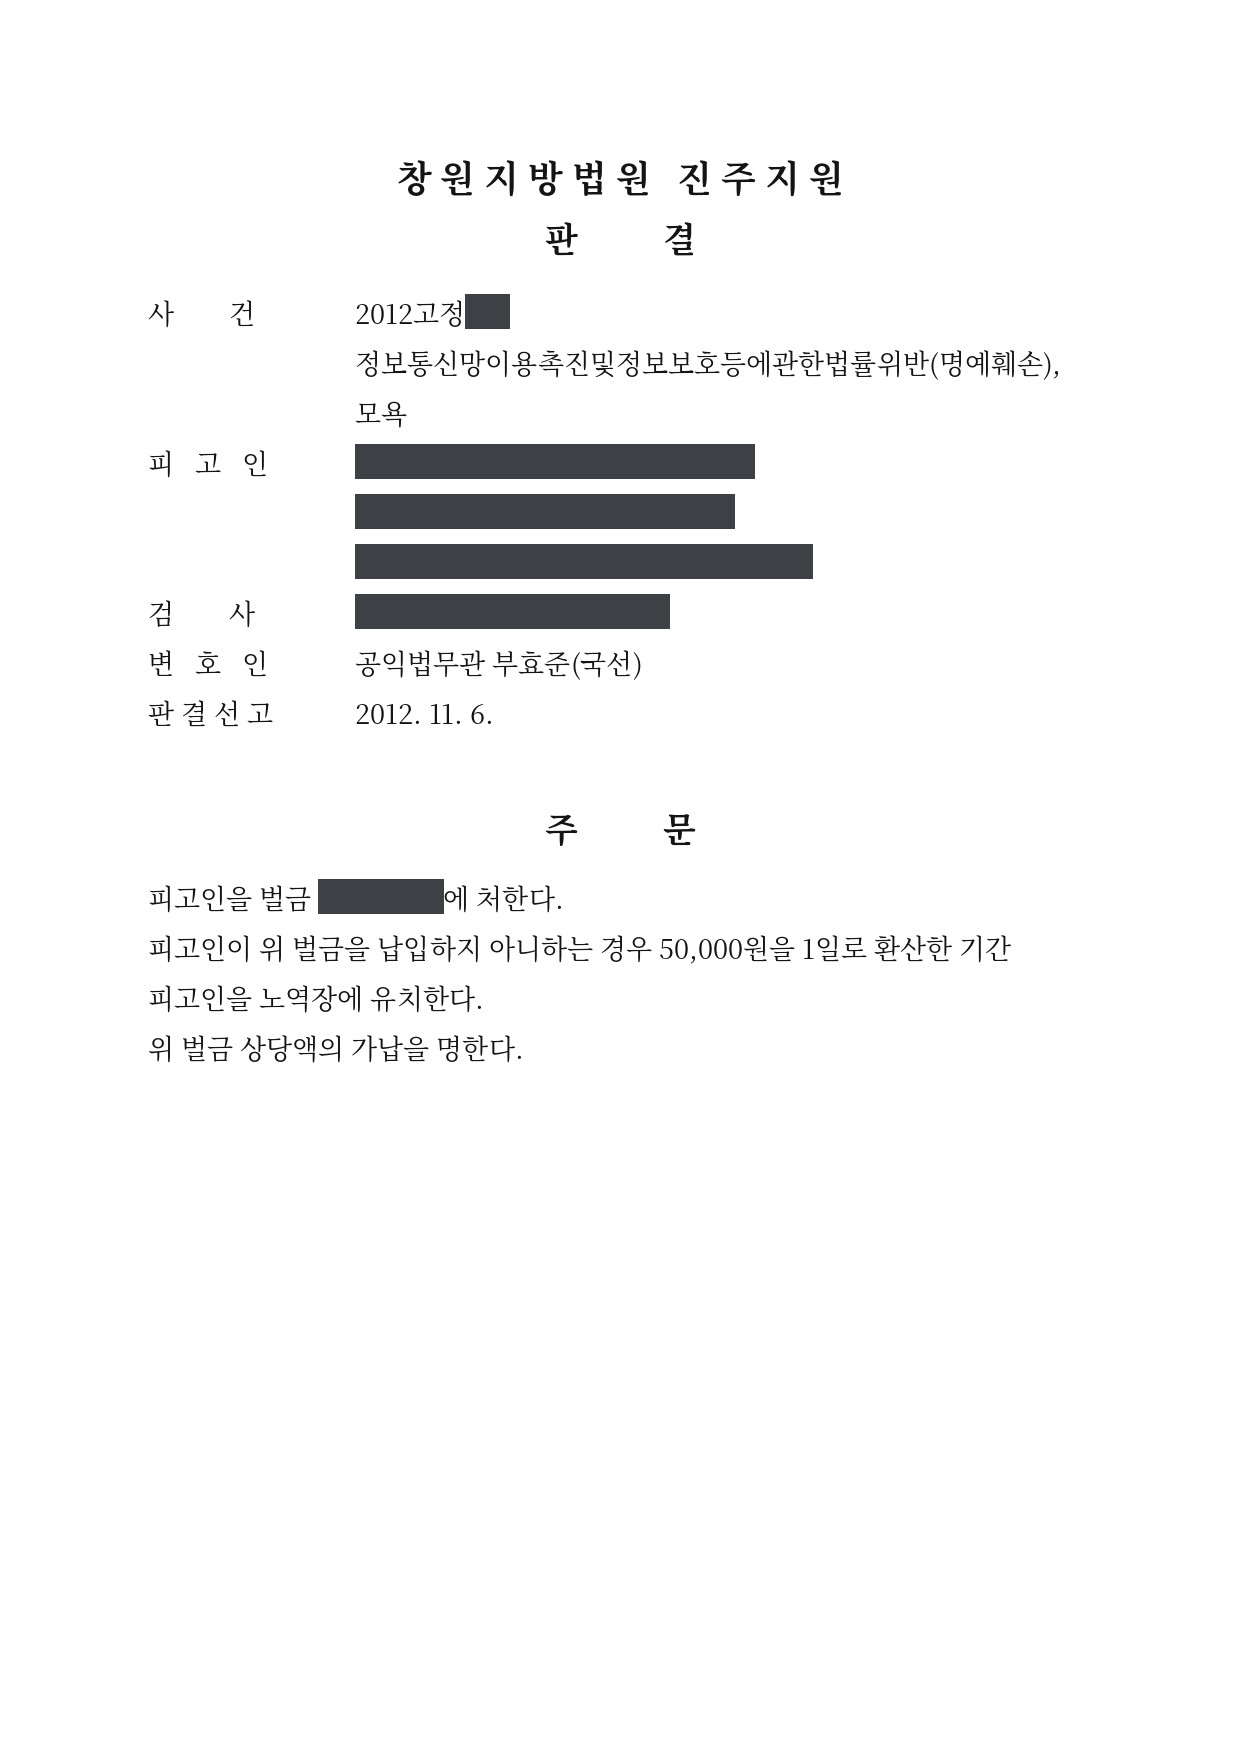 창원지방법원 진주지원
판 결
사 건 2012고정
정보통신망이용촉진및정보보호등에관한법률위반(명예훼손),
모욕
피 고 인
검 사
변 호 인 공익법무관 부효준(국선)
판 결 선 고 2012. 11. 6.
주 문
피고인을 벌금 에 처한다.
피고인이 위 벌금을 납입하지 아니하는 경우 50,000원을 1일로 환산한 기간
피고인을 노역장에 유치한다.
위 벌금 상당액의 가납을 명한다.